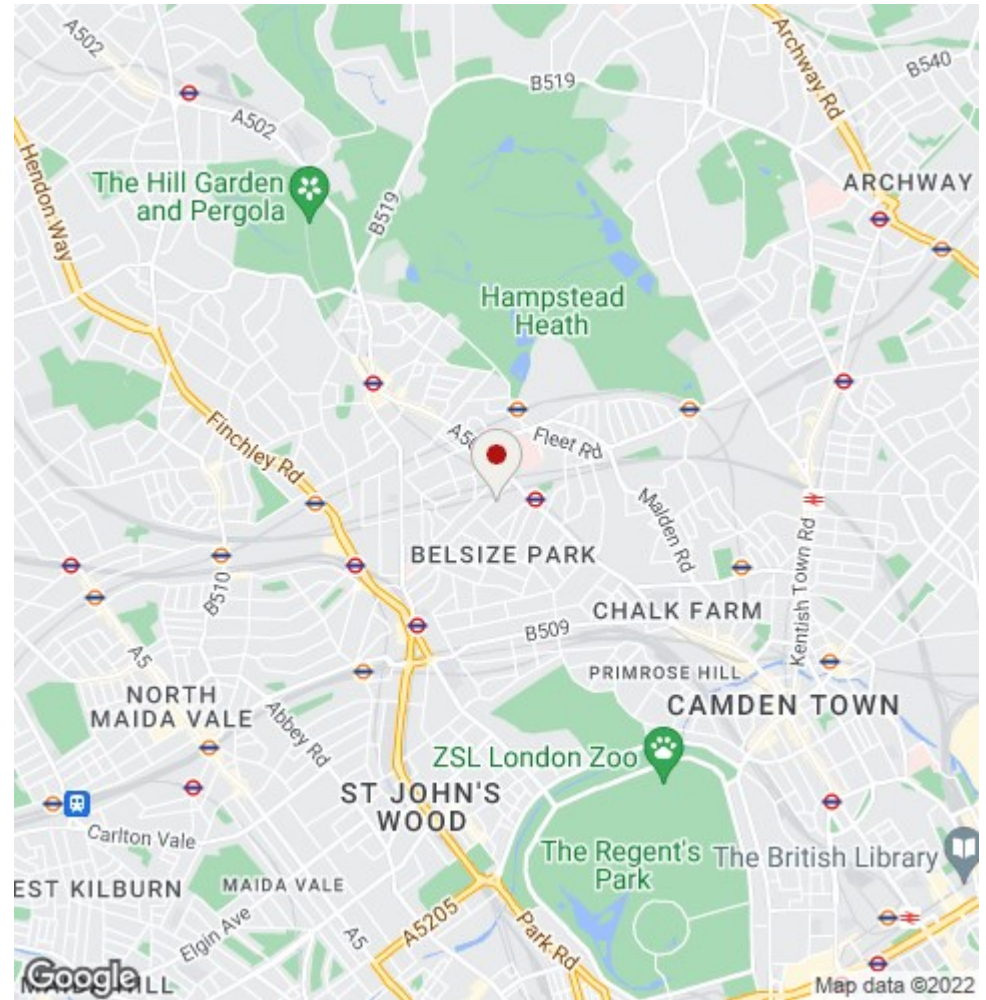 A502
B519
Archway Rd
B540
A502
Hendon Way
The Hill Garden
and Pergola
B519
ARCHWAY
Hampstead
Heath
Finchley Rd
Fleet Rd
Malden Rd
BELSIZE PARK
B510
Kentish Town Rd
CHALK FARM
B509
A5
PRIMROSE HILL
NORTH
MAIDA VALE
Abbey Rd
CAMDEN TOWN
ZSL London Zoo
ST JOHN'S
WOOD
Carlton Vale
The Regent's
Park
The British Library
EST KILBURN
MAIDA VALE
Elgin Ave
A5
A5205
Park Rd
Google
Map data ©2022